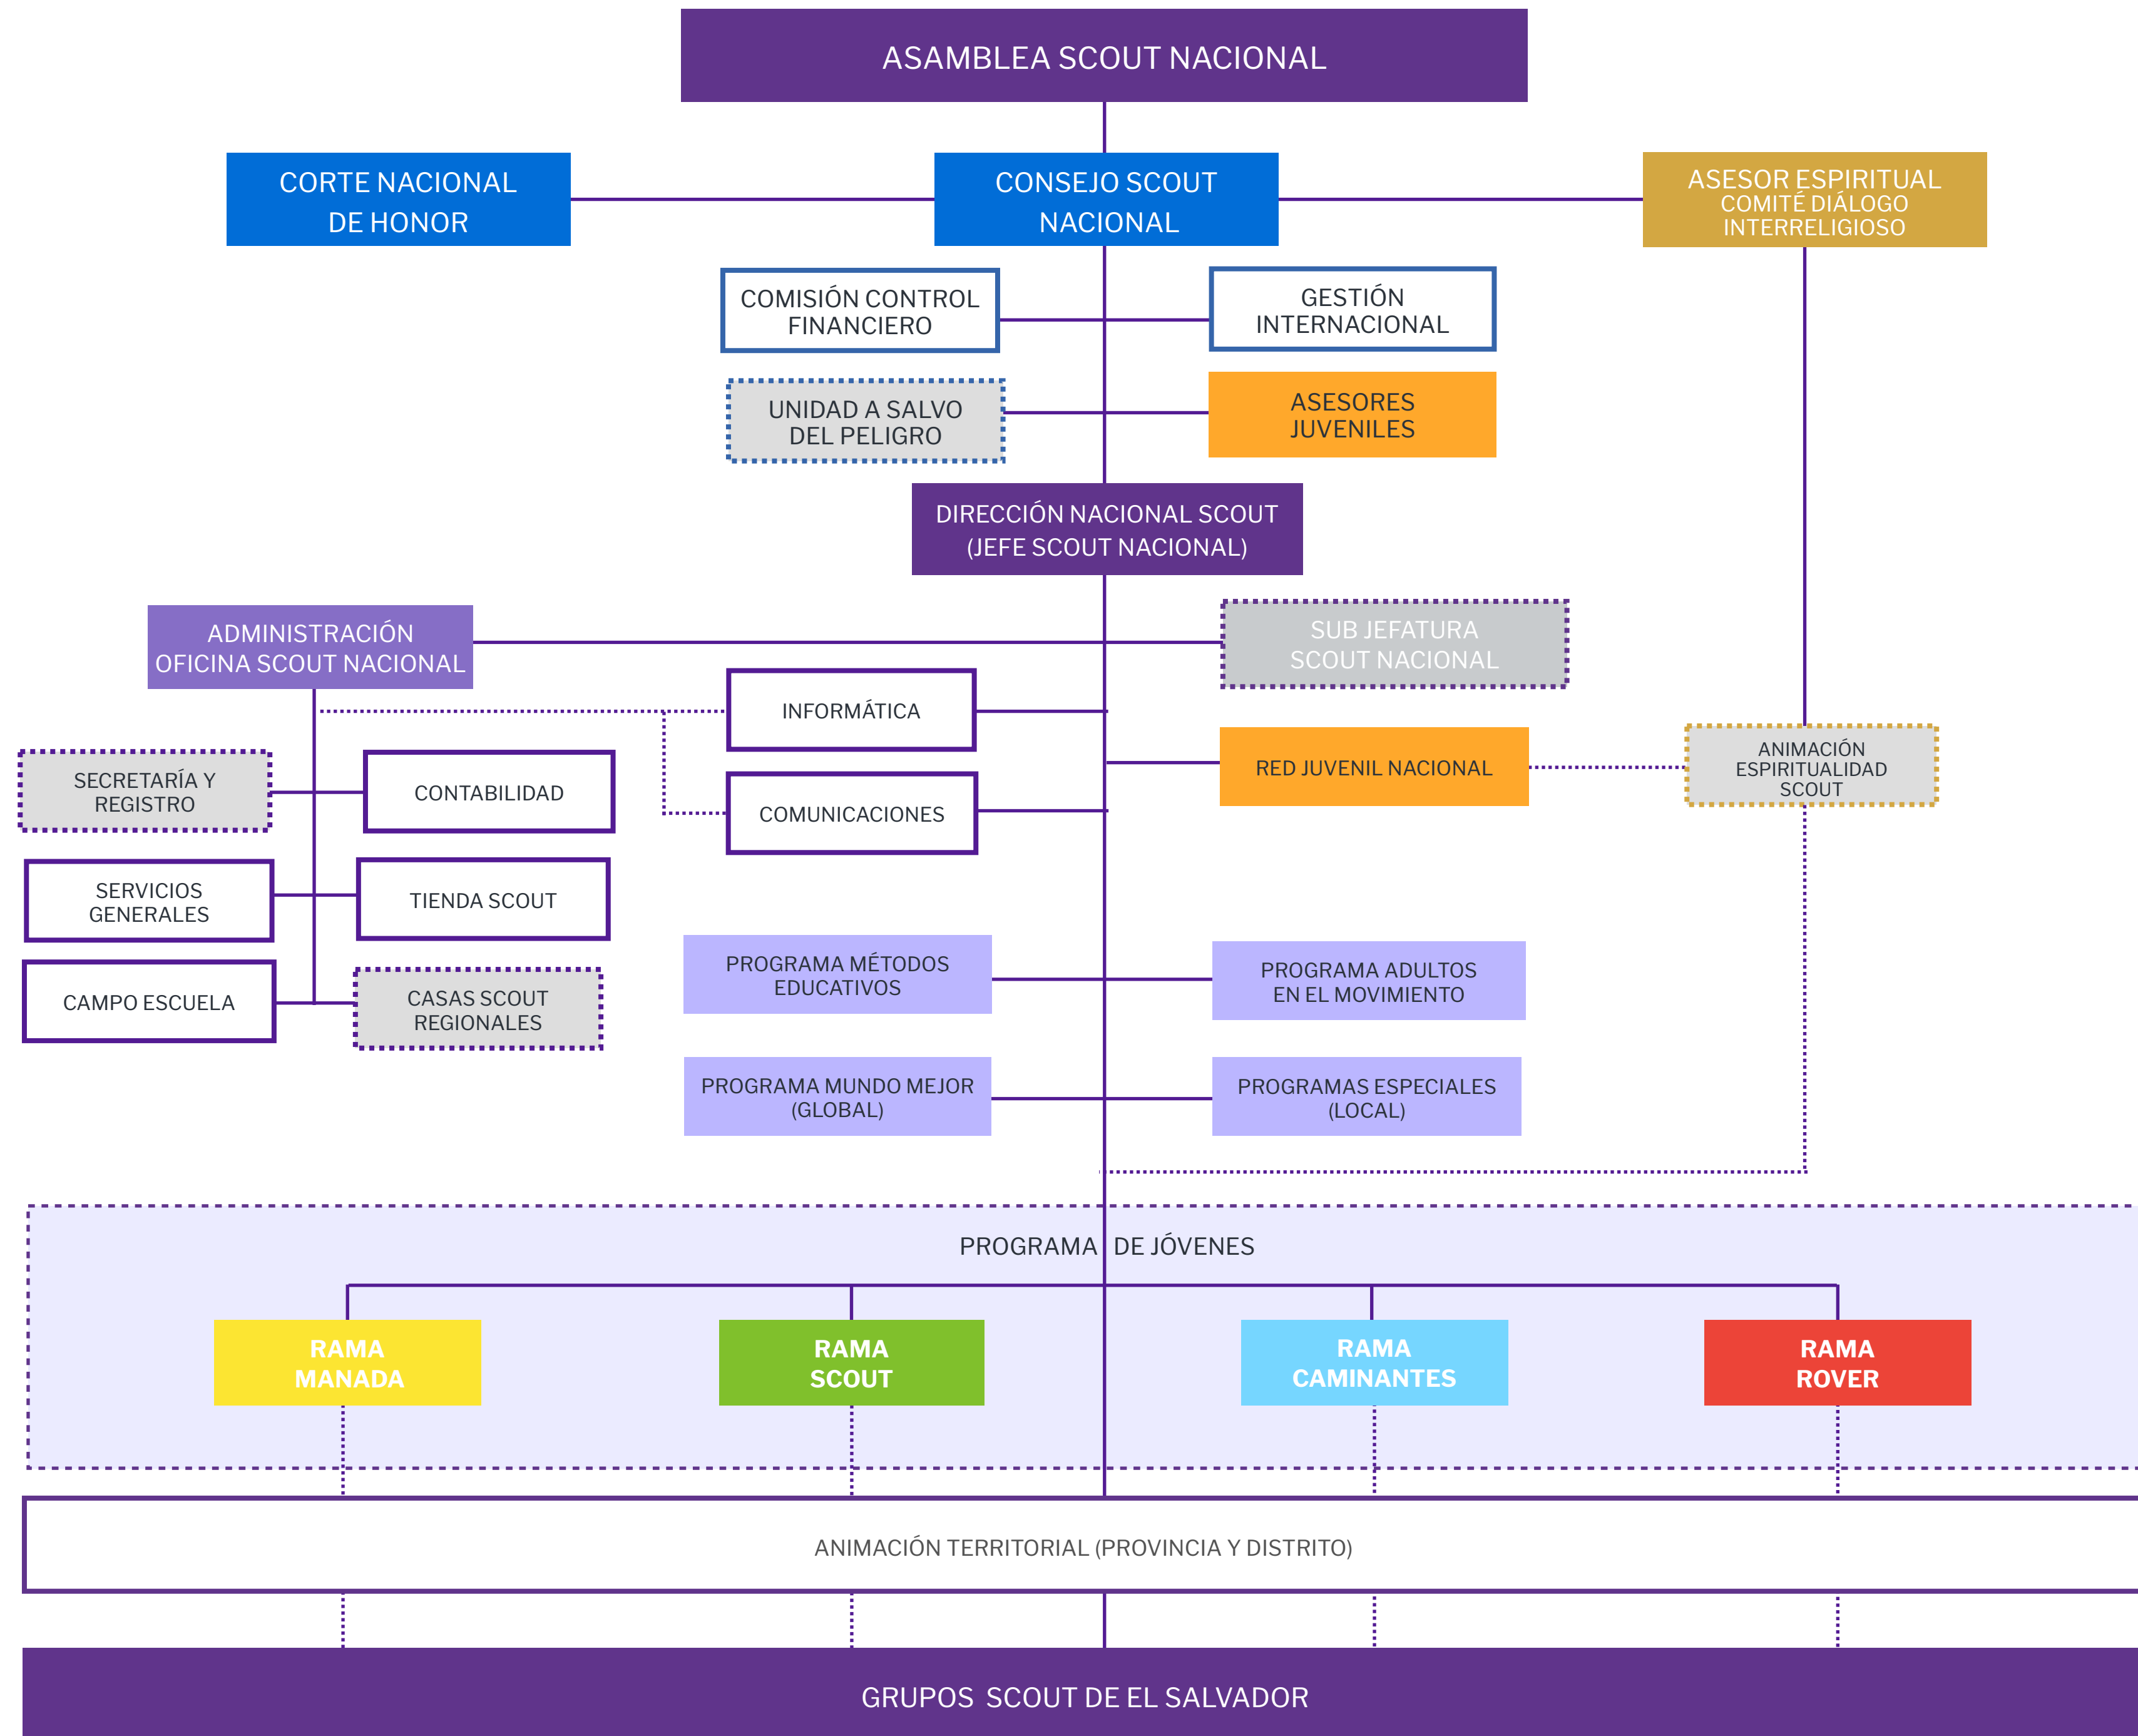 ASAMBLEA SCOUT NACIONAL
CORTE NACIONAL
DE HONOR
CONSEJO SCOUT
NACIONAL
ASESOR ESPIRITUAL
COMITÉ DIÁLOGO
INTERRELIGIOSO
COMISIÓN CONTROL
FINANCIERO
GESTIÓN
INTERNACIONAL
UNIDAD A SALVO
DEL PELIGRO
ASESORES
JUVENILES
DIRECCIÓN NACIONAL SCOUT
(JEFE SCOUT NACIONAL)
ADMINISTRACIÓN
OFICINA SCOUT NACIONAL
SUB JEFATURA
SCOUT NACIONAL
INFORMÁTICA
RED JUVENIL NACIONAL
ANIMACIÓN
ESPIRITUALIDAD
SCOUT
SECRETARÍA Y
REGISTRO
CONTABILIDAD
COMUNICACIONES
SERVICIOS
GENERALES
TIENDA SCOUT
CAMPO ESCUELA
CASAS SCOUT
REGIONALES
PROGRAMA MÉTODOS
EDUCATIVOS
PROGRAMA ADULTOS
EN EL MOVIMIENTO
PROGRAMA MUNDO MEJOR
(GLOBAL)
PROGRAMAS ESPECIALES
(LOCAL)
PROGRAMA DE JÓVENES
RAMA
MANADA
RAMA
SCOUT
RAMA
CAMINANTES
RAMA
ROVER
ANIMACIÓN TERRITORIAL (PROVINCIA Y DISTRITO)
GRUPOS SCOUT DE EL SALVADOR